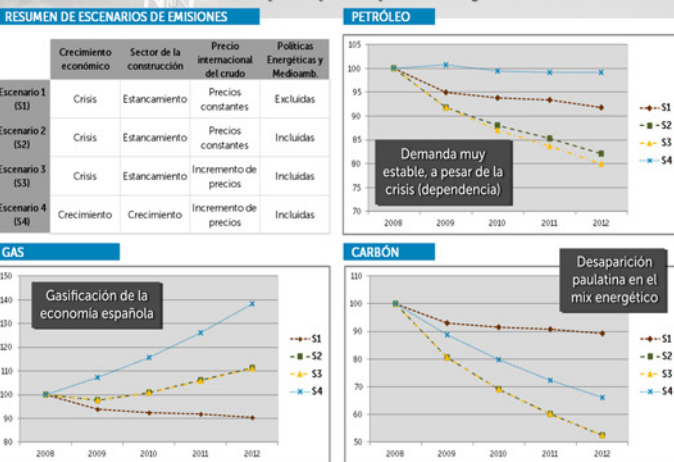 RESUMEN DE ESCENARIOS DE EMISIONES
Crecimiento económico
Sector de la construcción
Precio internacional del crudo
Políticas Energéticas y Medioamb.
Escenario 1 (S1)
Crisis
Estancamiento
Precios constantes
Excluidas
Escenario 2 (S2)
Crisis
Estancamiento
Precios constantes
Incluidas
Escenario 3 (S3)
Crisis
Estancamiento
Incremento de precios
Incluidas
Escenario 4 (S4)
Crecimiento
Crecimiento
Incremento de precios
Incluidas
PETRÓLEO
105
100
95
90
85
80
75
70
2008 2009 2010 2011 2012
Demanda muy
estable, a pesar de la
crisis (dependencia)
S1
S2
S3
S4
GAS
150
140
130
120
110
100
90
80
2008 2009 2010 2011 2012
Gasificación de la
economía española
S1
S2
S3
S4
CARBÓN
110
100
90
80
70
60
50
2008 2009 2010 2011 2012
Desaparición
paulatina en el
mix energético
S1
S2
S3
S4